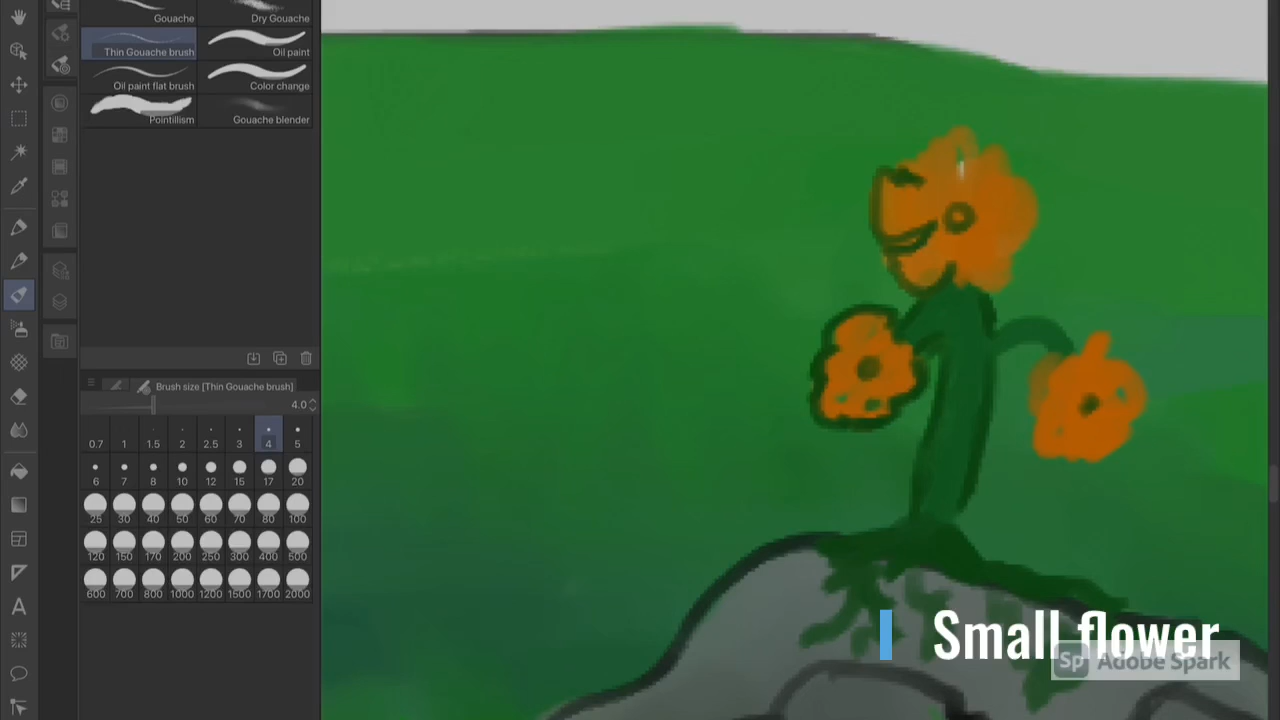 Gouache
Dry Gouache
Thin Gouache brush
Oil paint
Oil paint flat brush
Color change
Pointillism
Gouache blender
Brush size [Thin Gouache brush]
4.0
0.7 1 1.5 2 2.5 3 4 5
6 7 8 10 12 15 17 20
25 30 40 50 60 70 80 100
120 150 170 200 250 300 400 500
600 700 800 1000 1200 1500 1700 2000
Small flower
Sp Adobe Spark